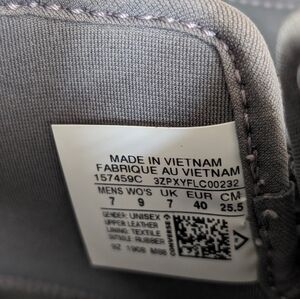 MADE IN VIETNAM
FABRIQUE AU VIETNAM
157459C 3ZPXYFLC00232
MENS WO'S UK EUR CM
7 9 7 40 25.5
GENDER: UNISEX
UPPER: LEATHER
LINING: TEXTILE
RUBBER
CONVERSE